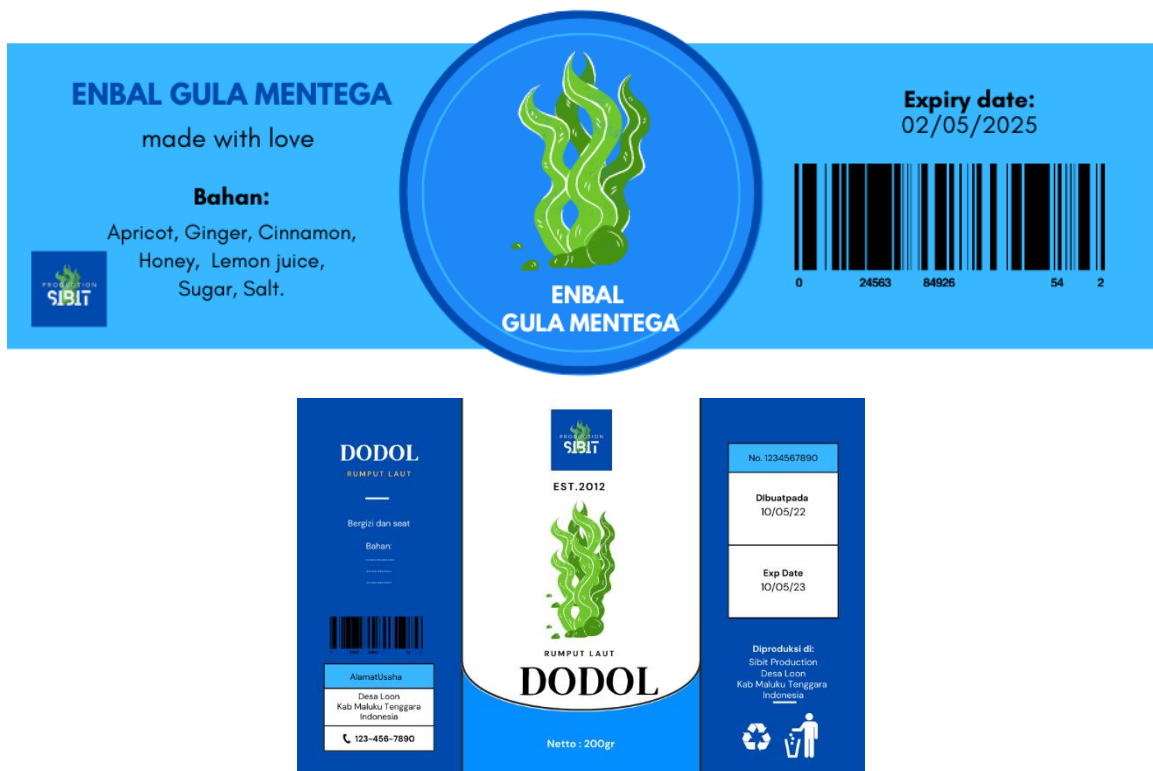 ENBAL GULA MENTEGA
made with love
Bahan:
Apricot, Ginger, Cinnamon,
Honey, Lemon juice,
Sugar, Salt.
PRODUCTION
SIBIT
ENBAL
GULA MENTEGA
Expiry date:
02/05/2025
0 24563 84926 54 2
DODOL
RUMPUT LAUT
Bergizi dan seat
Bahan:
AlamatUsaha
Desa Loon
Kab Maluku Tenggara
Indonesia
123-456-7890
PRODUCTION
SIBIT
EST.2012
RUMPUT LAUT
DODOL
Netto : 200gr
No. 1234567890
DIbuatpada
10/05/22
Exp Date
10/05/23
Diproduksi di:
Sibit Production
Desa Loon
Kab Maluku Tenggara
Indonesia